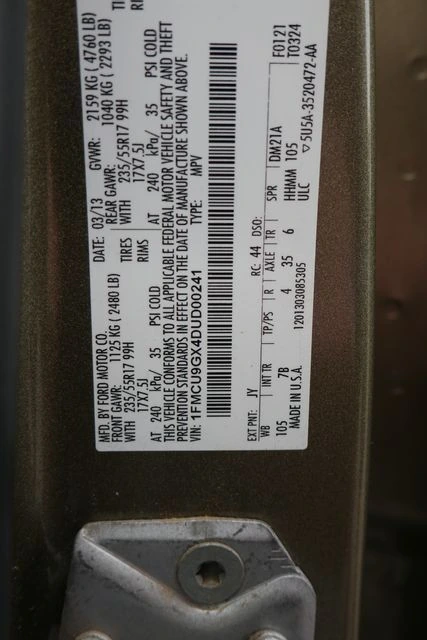 MFD. BY FORD MOTOR CO.
DATE: 03/13
GVWR: 2159 KG ( 4760 LB)
FRONT GAWR: 1125 KG ( 2480 LB)
REAR GAWR: 1040 KG ( 2293 LB)
WITH 235/55R17 99H TIRES
WITH 235/55R17 99H
17X7.5J RIMS
17X7.5J
AT 240 kPa/ 35 PSI COLD
AT 240 kPa/ 35 PSI COLD
THIS VEHICLE CONFORMS TO ALL APPLICABLE FEDERAL MOTOR VEHICLE SAFETY AND THEFT
PREVENTION STANDARDS IN EFFECT ON THE DATE OF MANUFACTURE SHOWN ABOVE.
VIN: 1FMCU9GX4DUD00241
TYPE: MPV
EXT PNT: JY RC: 44 DSO: F0121
WB INT TR TP/PS R AXLE TR SPR T0324
105 7B 4 35 6 DM21A
HHMM 105
MADE IN U.S.A. ULC
1201303085305 ▽5U5A-3520472-AA